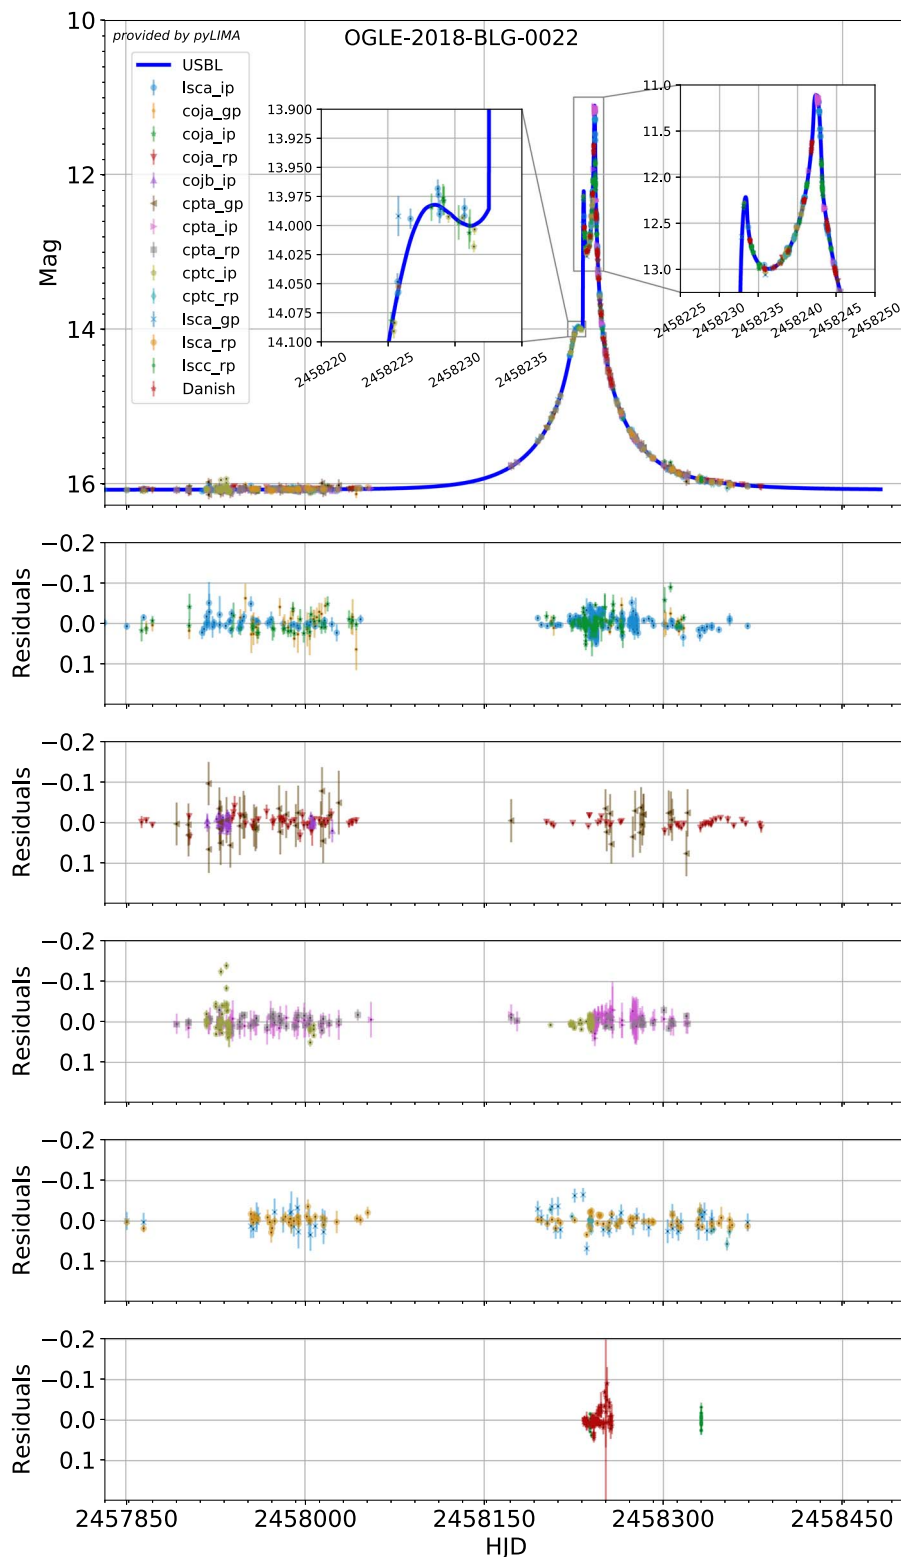 provided by pyLIMA
OGLE-2018-BLG-0022
Mag
10
12
14
16
USBL
lsca_ip
coja_gp
coja_ip
coja_rp
cojb_ip
cpta_gp
cpta_ip
cpta_rp
cptc_ip
cptc_rp
lsca_gp
lsca_rp
lscc_rp
Danish
13.900
13.925
13.950
13.975
14.000
14.025
14.050
14.075
14.100
2458220
2458225
2458230
2458235
11.0
11.5
12.0
12.5
13.0
2458225
2458230
2458235
2458240
2458245
2458250
Residuals
−0.2
−0.1
0.0
0.1
Residuals
−0.2
−0.1
0.0
0.1
Residuals
−0.2
−0.1
0.0
0.1
Residuals
−0.2
−0.1
0.0
0.1
Residuals
−0.2
−0.1
0.0
0.1
2457850
2458000
2458150
2458300
2458450
HJD